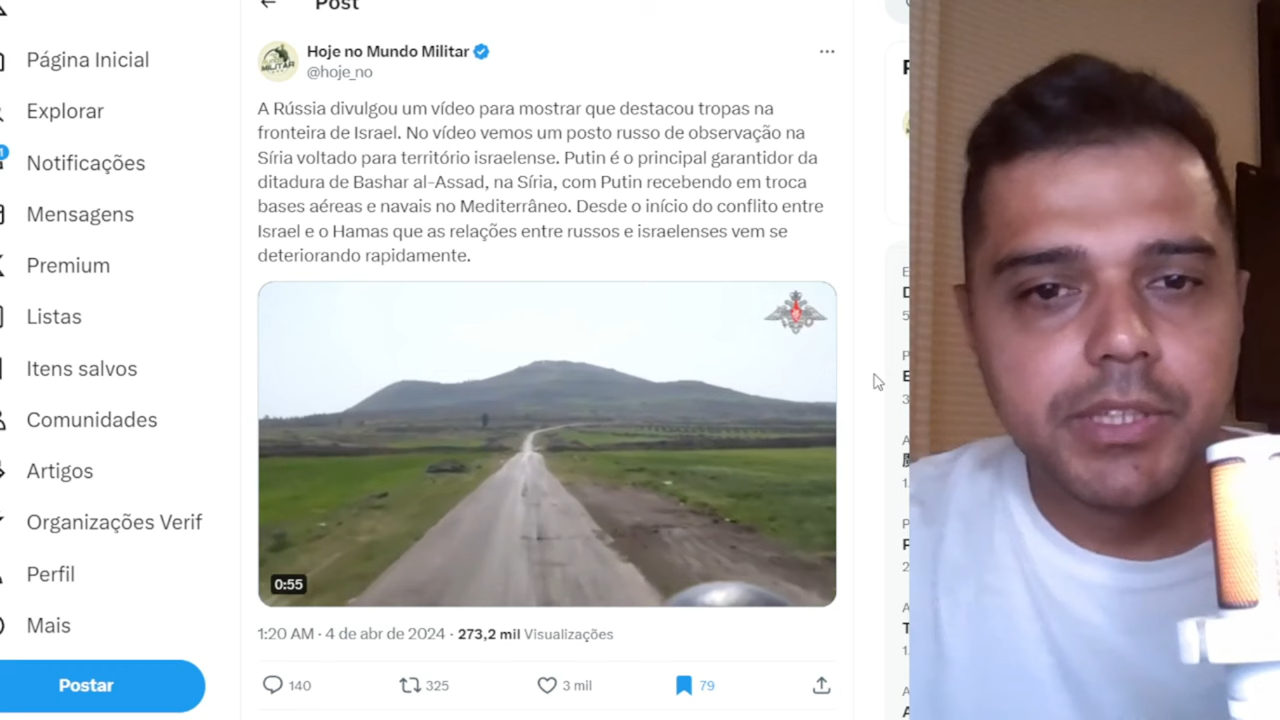 Post
Página Inicial
Explorar
Notificações
Mensagens
Premium
Listas
Itens salvos
Comunidades
Artigos
Organizações Verif
Perfil
Mais
Postar
Hoje no Mundo Militar
@hoje_no
A Rússia divulgou um vídeo para mostrar que destacou tropas na
fronteira de Israel. No vídeo vemos um posto russo de observação na
Síria voltado para território israelense. Putin é o principal garantidor da
ditadura de Bashar al-Assad, na Síria, com Putin recebendo em troca
bases aéreas e navais no Mediterrâneo. Desde o início do conflito entre
Israel e o Hamas que as relações entre russos e israelenses vem se
deteriorando rapidamente.
0:55
1:20 AM · 4 de abr de 2024 · 273,2 mil Visualizações
140
325
3 mil
79